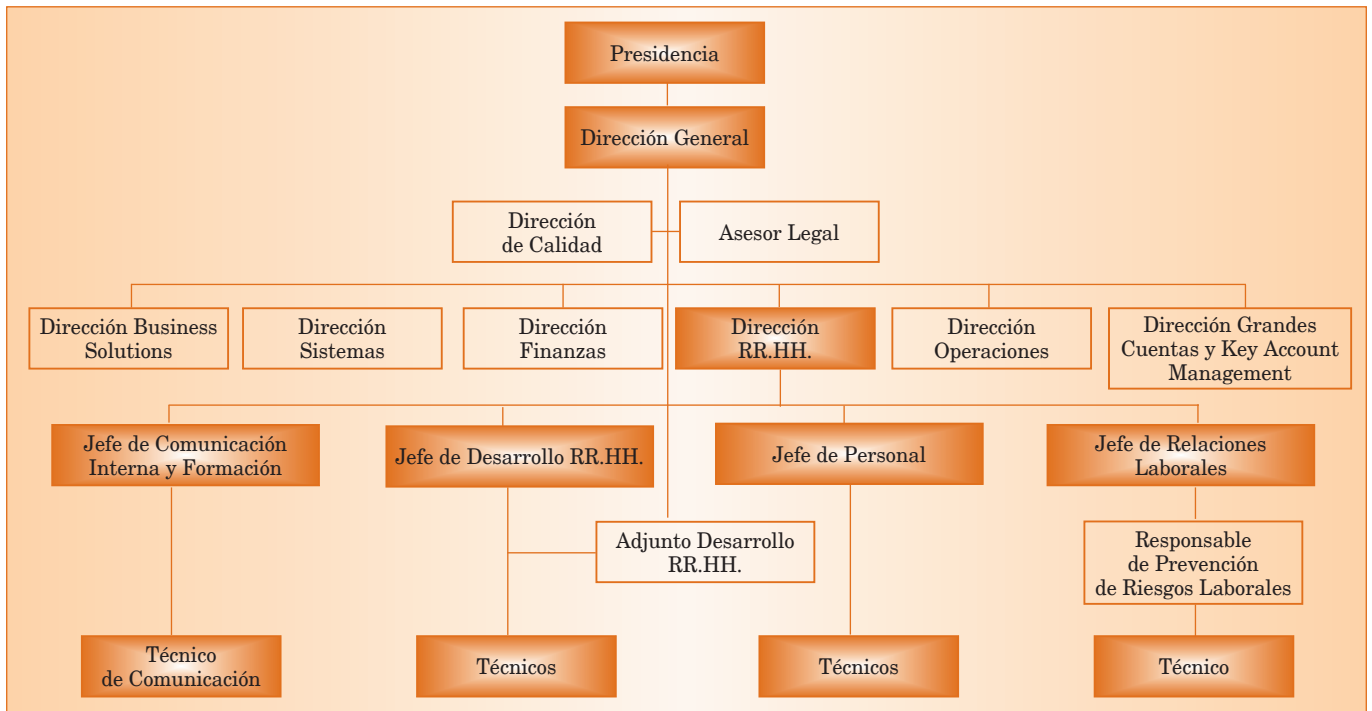 Presidencia
Dirección General
Dirección
de Calidad
Asesor Legal
Dirección Business
Solutions
Dirección
Sistemas
Dirección
Finanzas
Dirección
RR.HH.
Dirección
Operaciones
Dirección Grandes
Cuentas y Key Account
Management
Jefe de Comunicación
Interna y Formación
Jefe de Desarrollo RR.HH.
Jefe de Personal
Jefe de Relaciones
Laborales
Adjunto Desarrollo
RR.HH.
Responsable
de Prevención
de Riesgos Laborales
Técnico
de Comunicación
Técnicos
Técnicos
Técnico